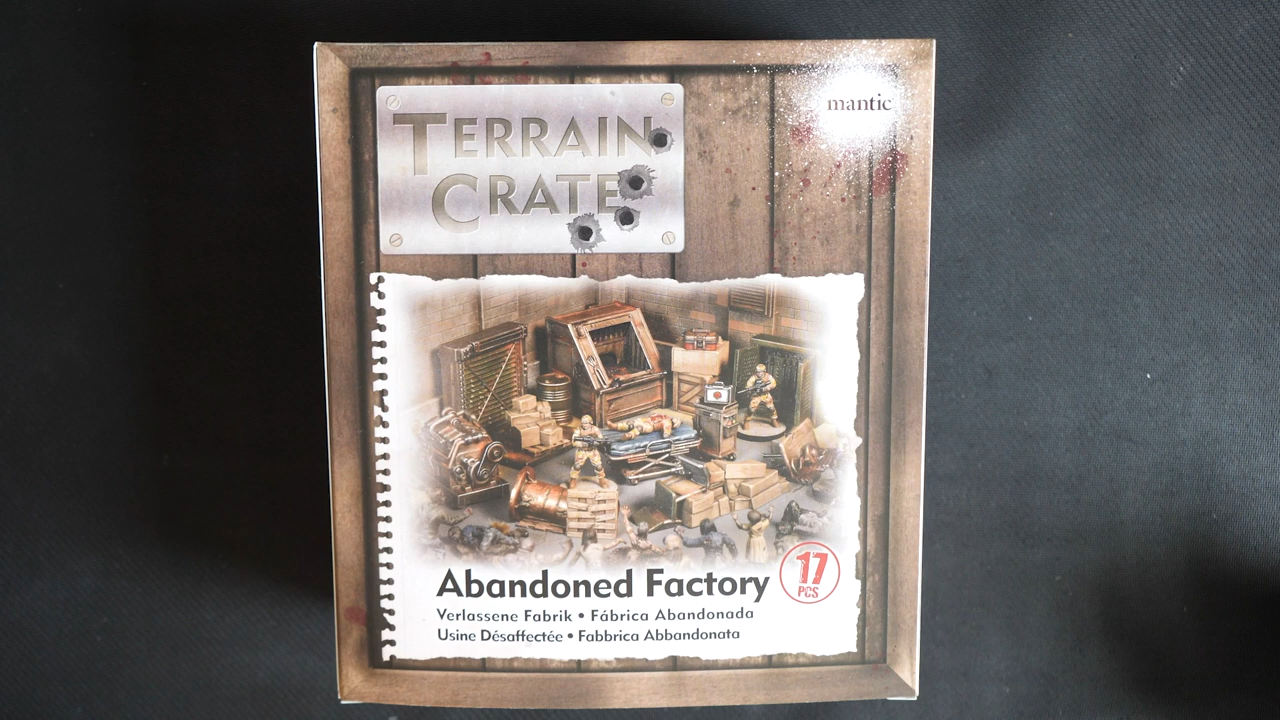 TERRAIN
CRATE
mantic
Abandoned Factory
17
PCS
Verlassene Fabrik • Fábrica Abandonada
Usine Désaffectée • Fabbrica Abbandonata